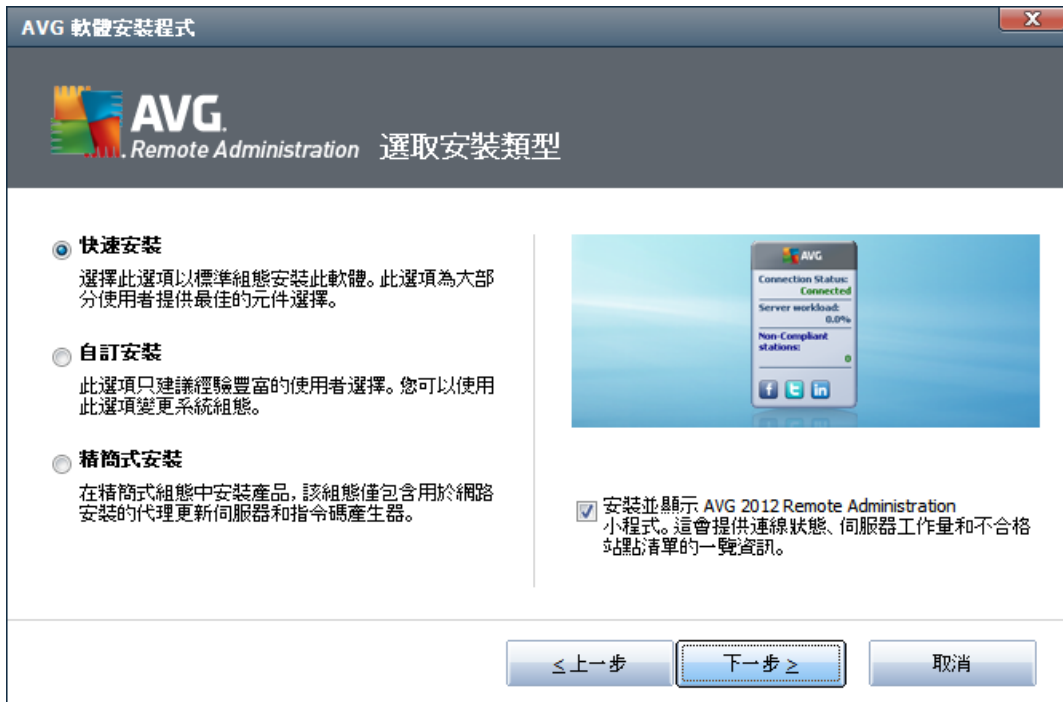 AVG 軟體安裝程式
AVG.
Remote Administration 選取安裝類型
快速安裝
選擇此選項以標準組態安裝此軟體。此選項為大部
分使用者提供最佳的元件選擇。
自訂安裝
此選項只建議經驗豐富的使用者選擇。您可以使用
此選項變更系統組態。
精簡式安裝
在精簡式組態中安裝產品，該組態僅包含用於網路
安裝的代理更新伺服器和指令碼產生器。
AVG
Connection Status:
Connected
Server workload:
0.0%
Non-Compliant
stations:
0
安裝並顯示 AVG 2012 Remote Administration
小程式。這會提供連線狀態、伺服器工作量和不合格
站點清單的一覽資訊。
≤上一步
下一步≥
取消